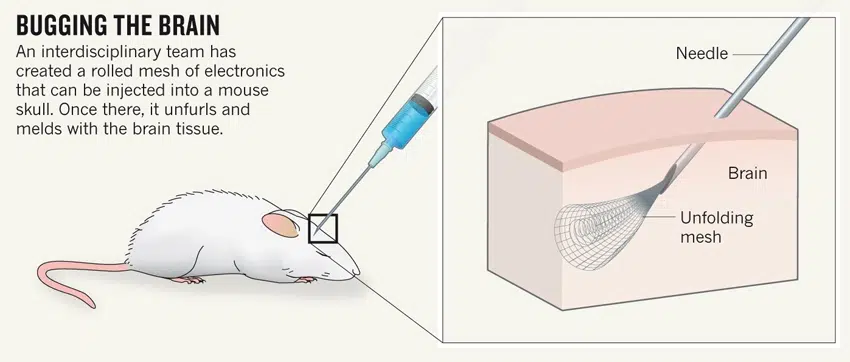 BUGGING THE BRAIN
An interdisciplinary team has
created a rolled mesh of electronics
that can be injected into a mouse
skull. Once there, it unfurls and
melds with the brain tissue.
Needle
Brain
Unfolding
mesh